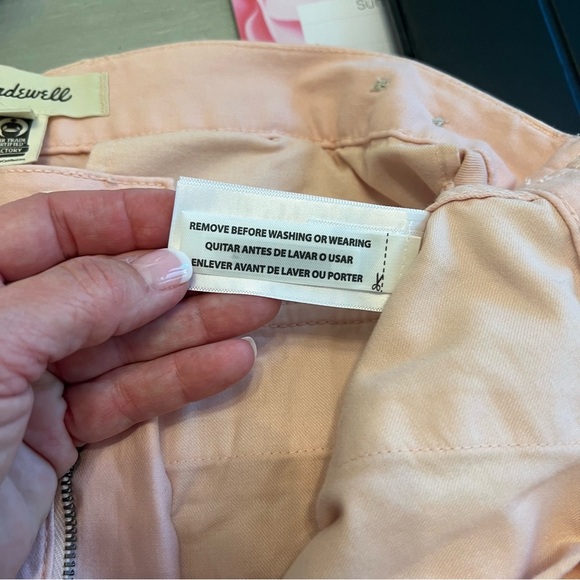 REMOVE BEFORE WASHING OR WEARING
QUITAR ANTES DE LAVAR O USAR
ENLEVER AVANT DE LAVER OU PORTER